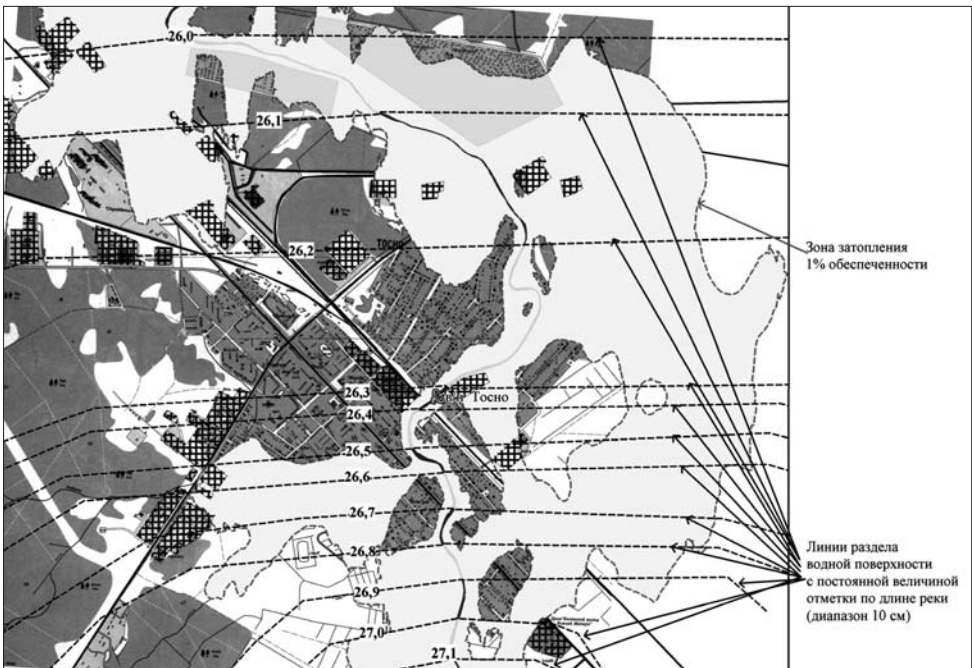 26,0
26,1
26,2
ТОСНО
Зона затопления
1% обеспеченности
26,3
Тосно
26,4
26,5
26,6
26,7
26,8
26,9
27,0
27,1
Линии раздела
водной поверхности
с постоянной величиной
отметки по длине реки
(диапазон 10 см)